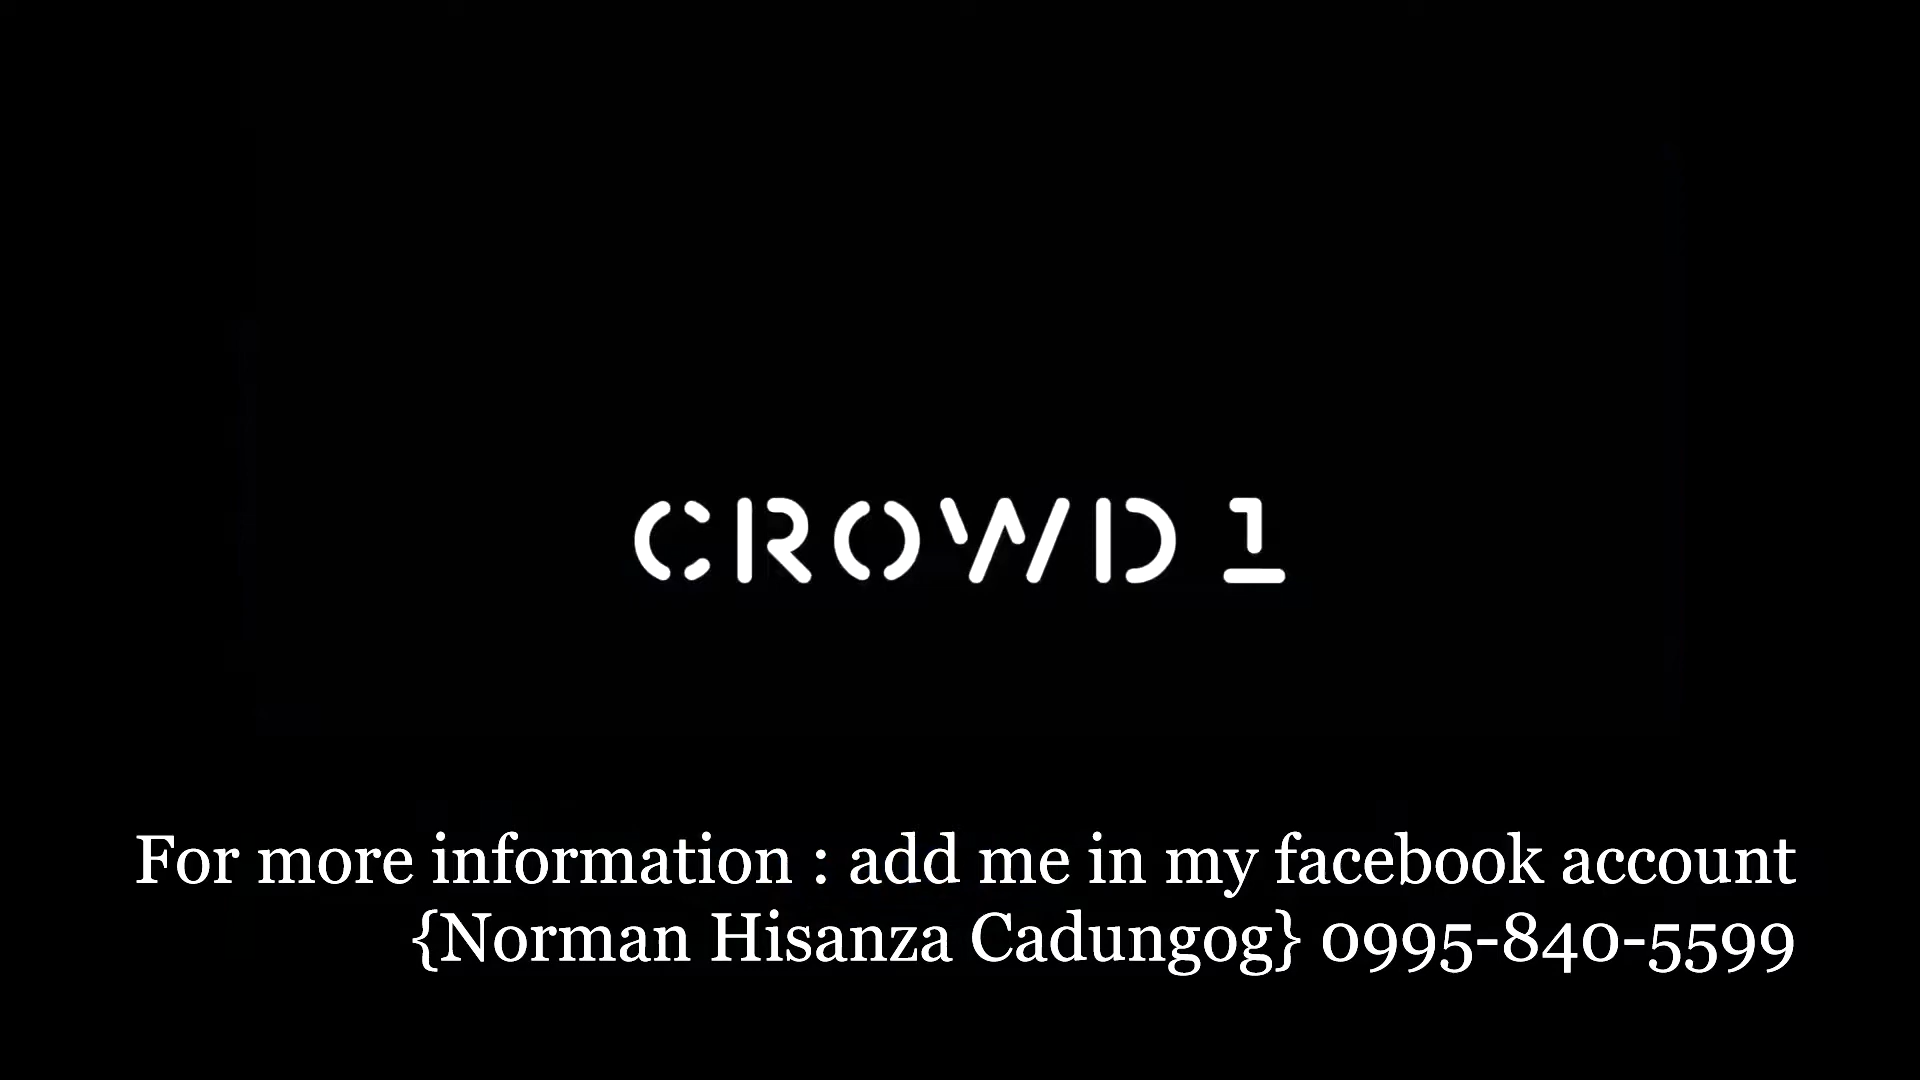 CROWD 1
For more information : add me in my facebook account
{Norman Hisanza Cadungog} 0995-840-5599